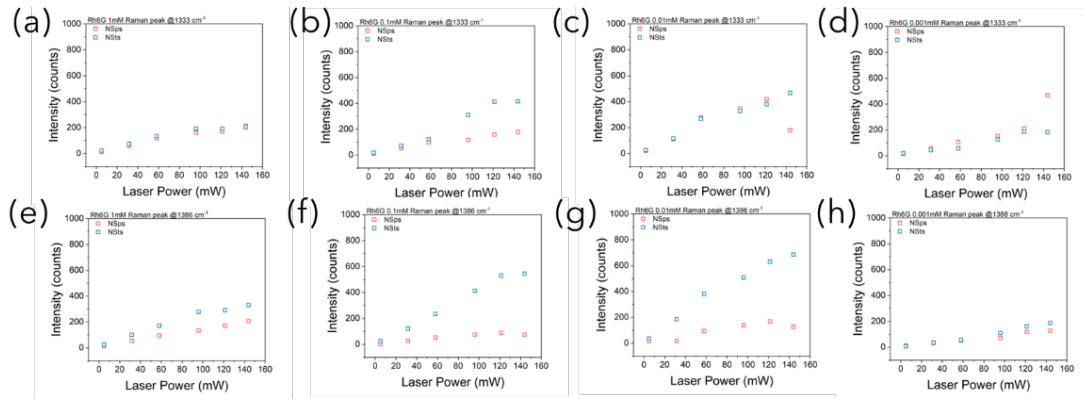 (a)
Rh6G 1mM Raman peak @1333 cm-1
NSps
NSts
Intensity (counts)
1000
800
600
400
200
0
0 20 40 60 80 100 120 140 160
Laser Power (mW)
(b)
Rh6G 0.1mM Raman peak @1333 cm-1
NSps
NSts
Intensity (counts)
1000
800
600
400
200
0
0 20 40 60 80 100 120 140 160
Laser Power (mW)
(c)
Rh6G 0.01mM Raman peak @1333 cm-1
NSps
NSts
Intensity (counts)
1000
800
600
400
200
0
0 20 40 60 80 100 120 140 160
Laser Power (mW)
(d)
Rh6G 0.001mM Raman peak @1333 cm-1
NSps
NSts
Intensity (counts)
1000
800
600
400
200
0
0 20 40 60 80 100 120 140 160
Laser Power (mW)
(e)
Rh6G 1mM Raman peak @1386 cm-1
NSps
NSts
Intensity (counts)
1000
800
600
400
200
0
0 20 40 60 80 100 120 140 160
Laser Power (mW)
(f)
Rh6G 0.1mM Raman peak @1386 cm-1
NSps
NSts
Intensity (counts)
1000
800
600
400
200
0
0 20 40 60 80 100 120 140 160
Laser Power (mW)
(g)
Rh6G 0.01mM Raman peak @1386 cm-1
NSps
NSts
Intensity (counts)
1000
800
600
400
200
0
0 20 40 60 80 100 120 140 160
Laser Power (mW)
(h)
Rh6G 0.001mM Raman peak @1386 cm-1
NSps
NSts
Intensity (counts)
1000
800
600
400
200
0
0 20 40 60 80 100 120 140 160
Laser Power (mW)